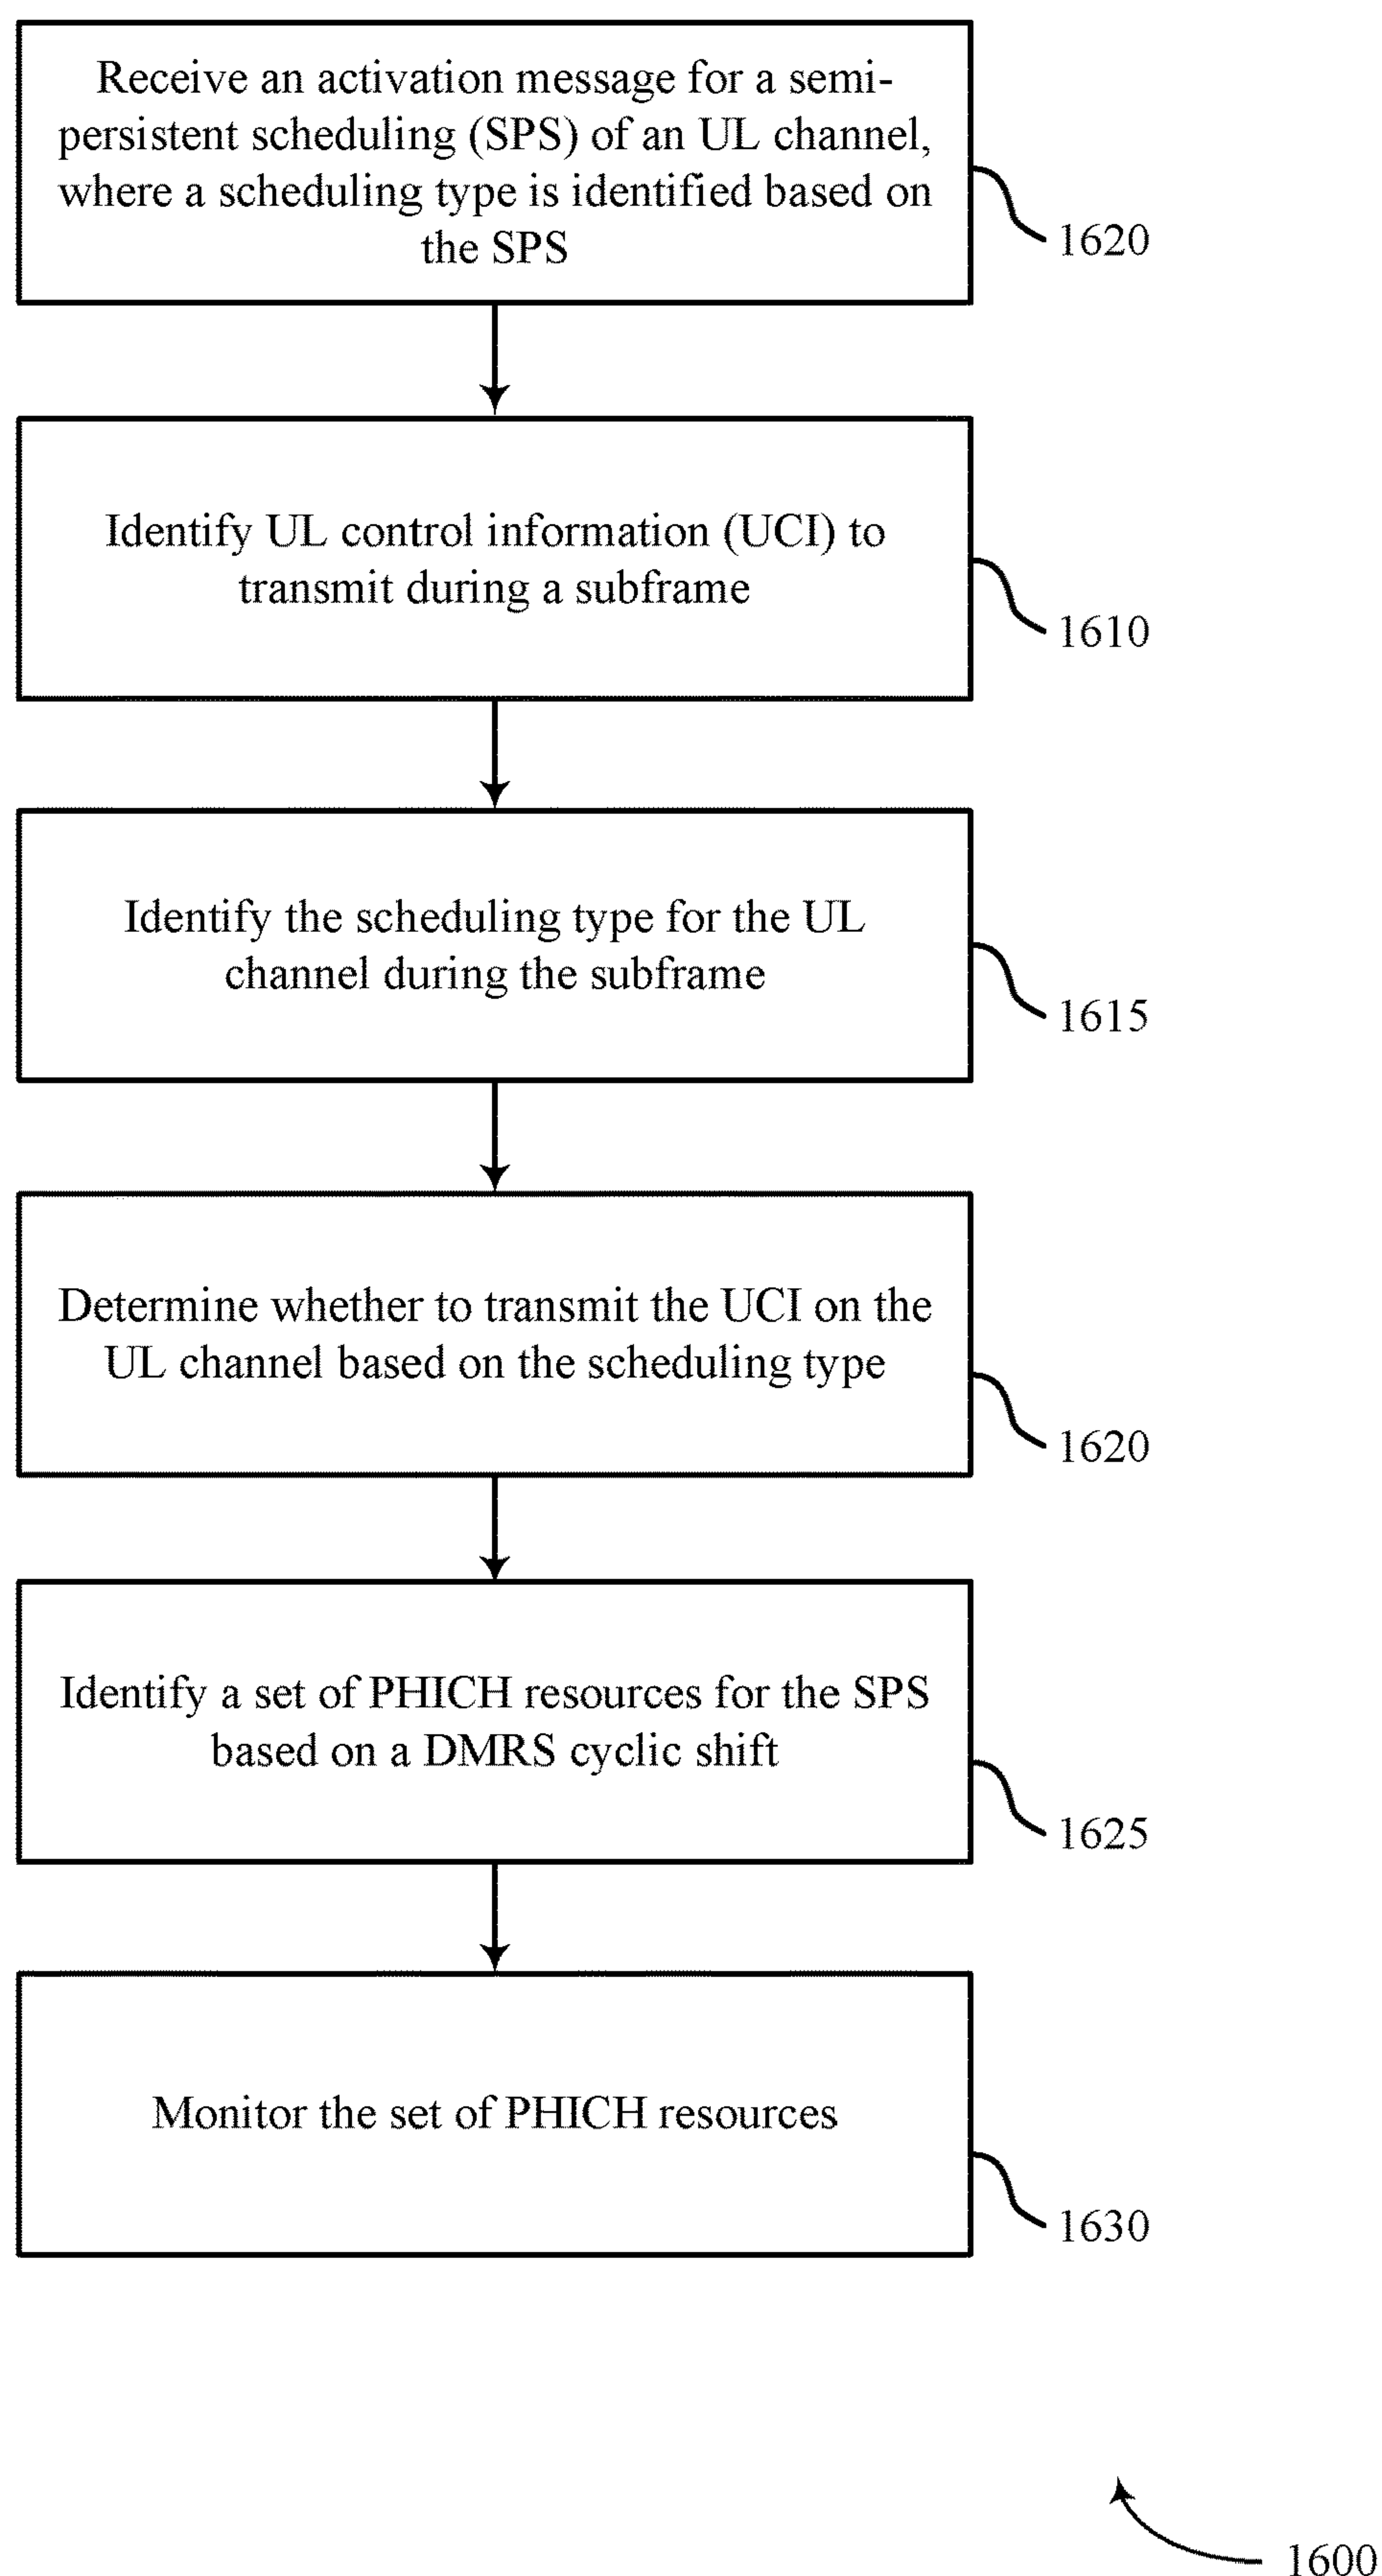 Receive an activation message for a semi-
persistent scheduling (SPS) of an UL channel,
where a scheduling type is identified based on
the SPS
1620
Identify UL control information (UCI) to
transmit during a subframe
1610
Identify the scheduling type for the UL
channel during the subframe
1615
Determine whether to transmit the UCI on the
UL channel based on the scheduling type
1620
Identify a set of PHICH resources for the SPS
based on a DMRS cyclic shift
1625
Monitor the set of PHICH resources
1630
1600